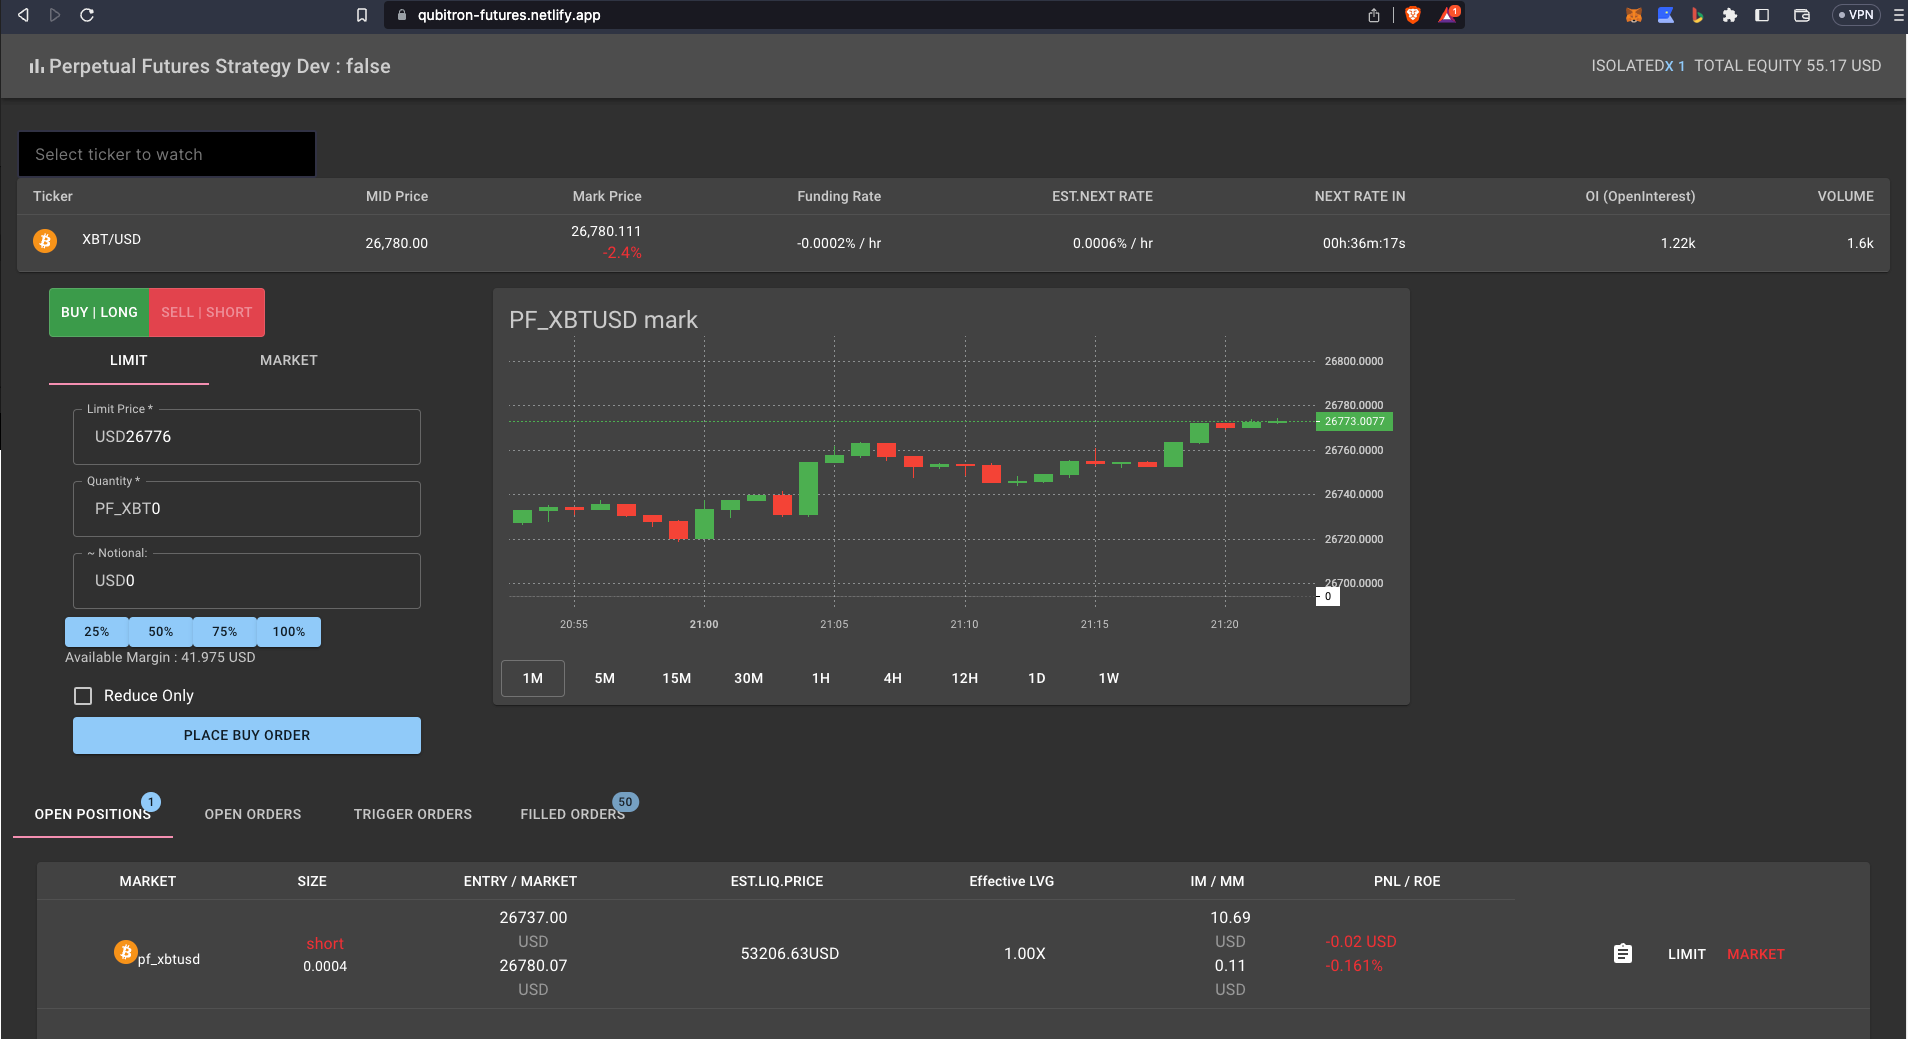 qubitron-futures.netlify.app
1
VPN
Perpetual Futures Strategy Dev : false
ISOLATEDX 1 TOTAL EQUITY 55.17 USD
Select ticker to watch
Ticker MID Price Mark Price Funding Rate EST.NEXT RATE NEXT RATE IN OI (OpenInterest) VOLUME
XBT/USD 26,780.00 26,780.111 -0.0002% / hr 0.0006% / hr 00h:36m:17s 1.22k 1.6k
-2.4%
BUY | LONG SELL | SHORT
LIMIT MARKET
Limit Price *
USD26776
Quantity *
PF_XBT0
~ Notional:
USD0
25% 50% 75% 100%
Available Margin : 41.975 USD
Reduce Only
PLACE BUY ORDER
PF_XBTUSD mark
26800.0000
26780.0000
26773.0077
26760.0000
26740.0000
26720.0000
26700.0000
0
20:55 21:00 21:05 21:10 21:15 21:20
1M 5M 15M 30M 1H 4H 12H 1D 1W
OPEN POSITIONS 1 OPEN ORDERS TRIGGER ORDERS FILLED ORDERS 50
MARKET SIZE ENTRY / MARKET EST.LIQ.PRICE Effective LVG IM / MM PNL / ROE
pf_xbtusd
short
0.0004
26737.00
USD
26780.07
USD
53206.63USD
1.00X
10.69
USD
0.11
USD
-0.02 USD
-0.161%
LIMIT MARKET